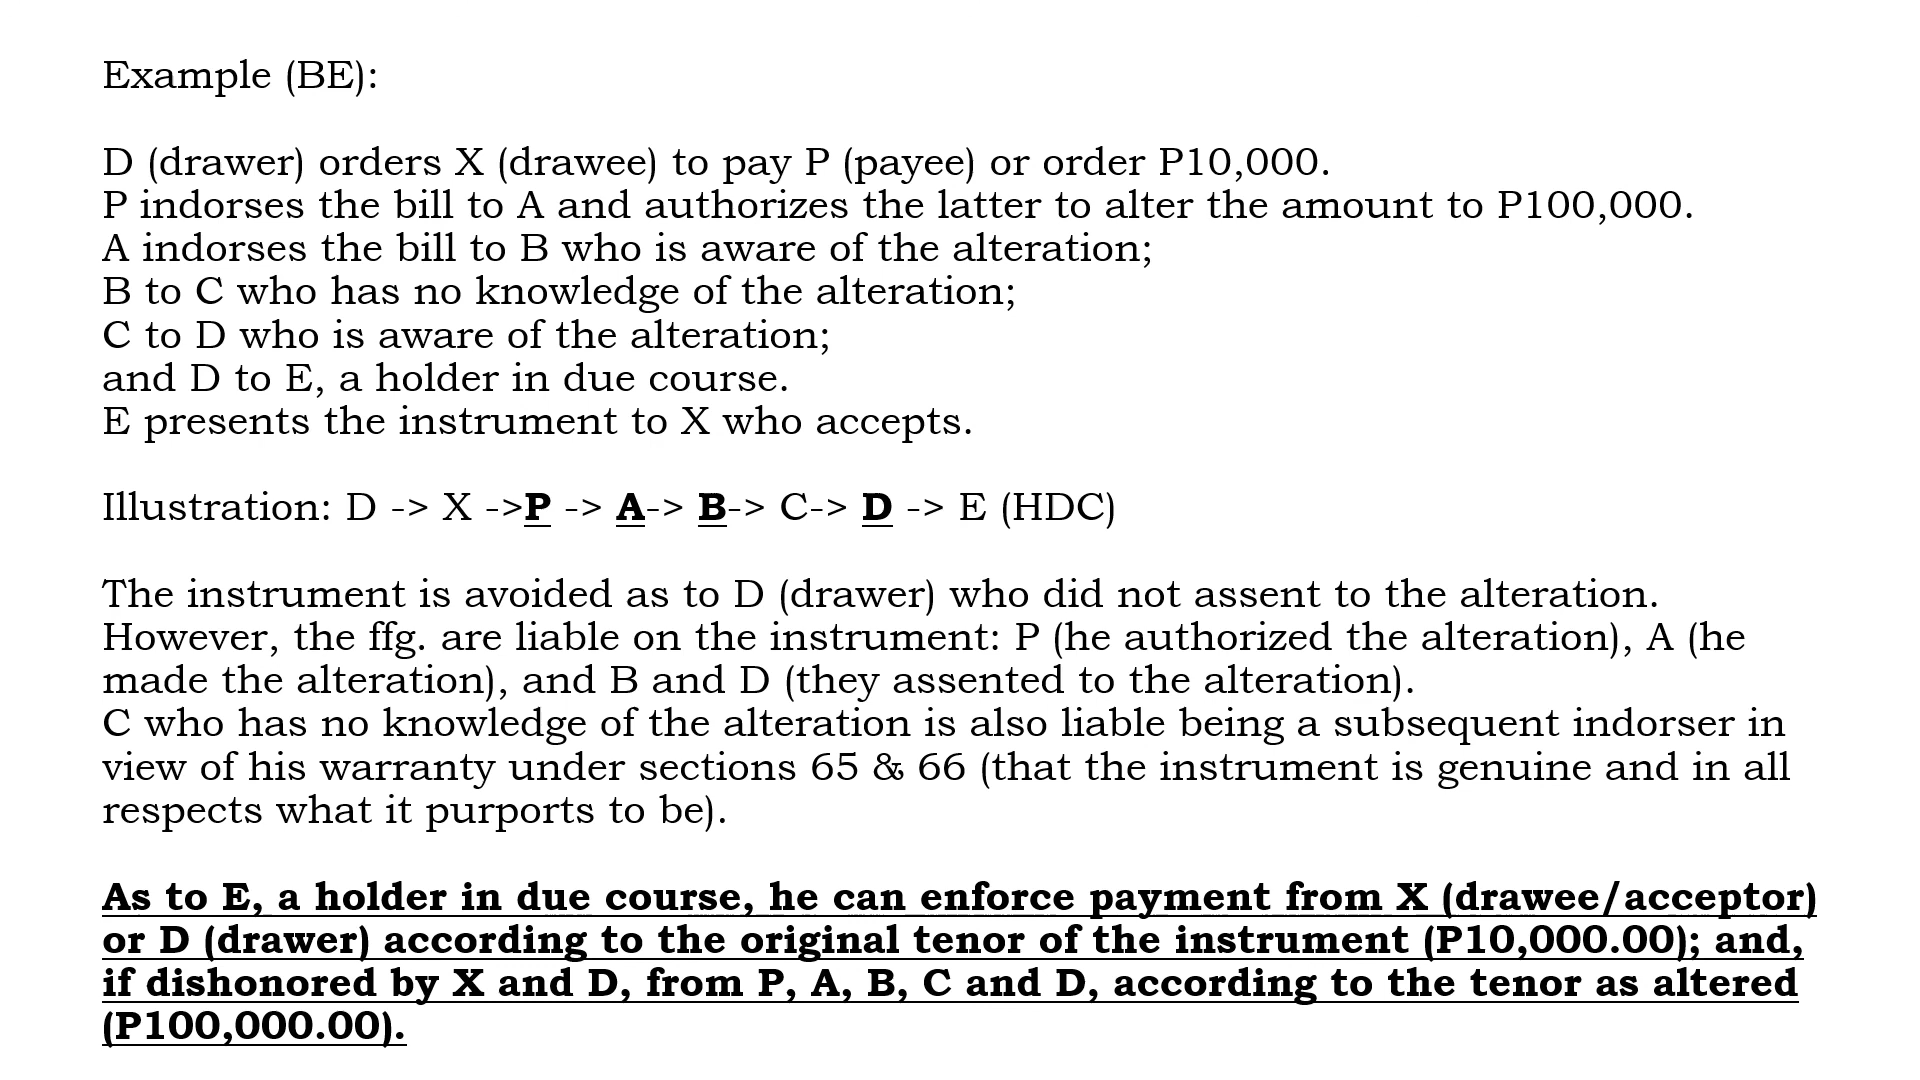 Example (BE):
D (drawer) orders X (drawee) to pay P (payee) or order P10,000.
P indorses the bill to A and authorizes the latter to alter the amount to P100,000.
A indorses the bill to B who is aware of the alteration;
B to C who has no knowledge of the alteration;
C to D who is aware of the alteration;
and D to E, a holder in due course.
E presents the instrument to X who accepts.
Illustration: D -> X ->P -> A-> B-> C-> D -> E (HDC)
The instrument is avoided as to D (drawer) who did not assent to the alteration.
However, the ffg. are liable on the instrument: P (he authorized the alteration), A (he
made the alteration), and B and D (they assented to the alteration).
C who has no knowledge of the alteration is also liable being a subsequent indorser in
view of his warranty under sections 65 & 66 (that the instrument is genuine and in all
respects what it purports to be).
As to E, a holder in due course, he can enforce payment from X (drawee/acceptor)
or D (drawer) according to the original tenor of the instrument (P10,000.00); and,
if dishonored by X and D, from P, A, B, C and D, according to the tenor as altered
(P100,000.00).